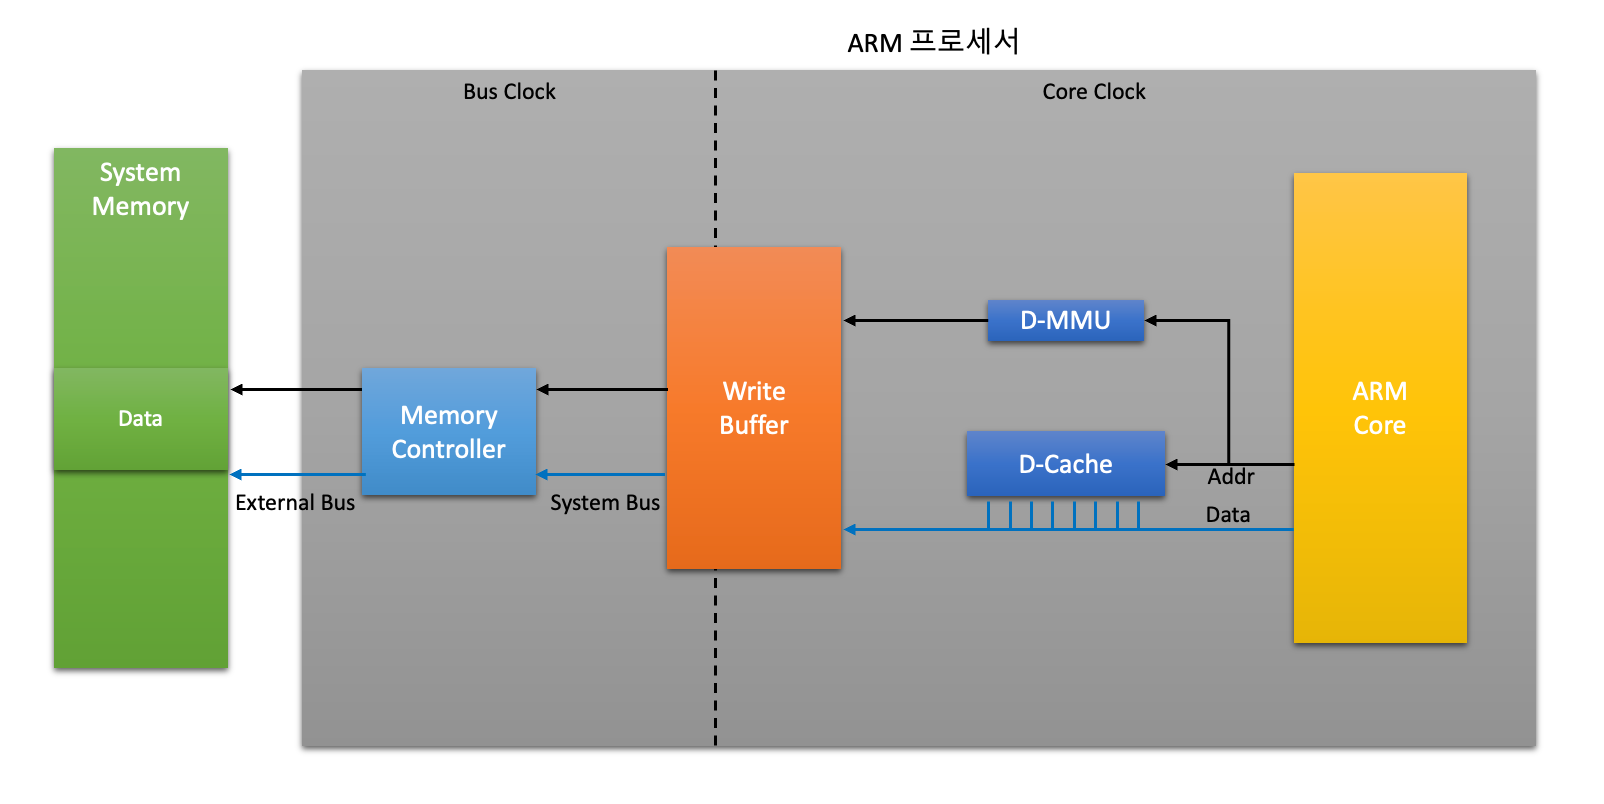 ARM 프로세서
Bus Clock
Core Clock
System
Memory
Data
Memory
Controller
External Bus
System Bus
Write
Buffer
D-MMU
D-Cache
Addr
Data
ARM
Core